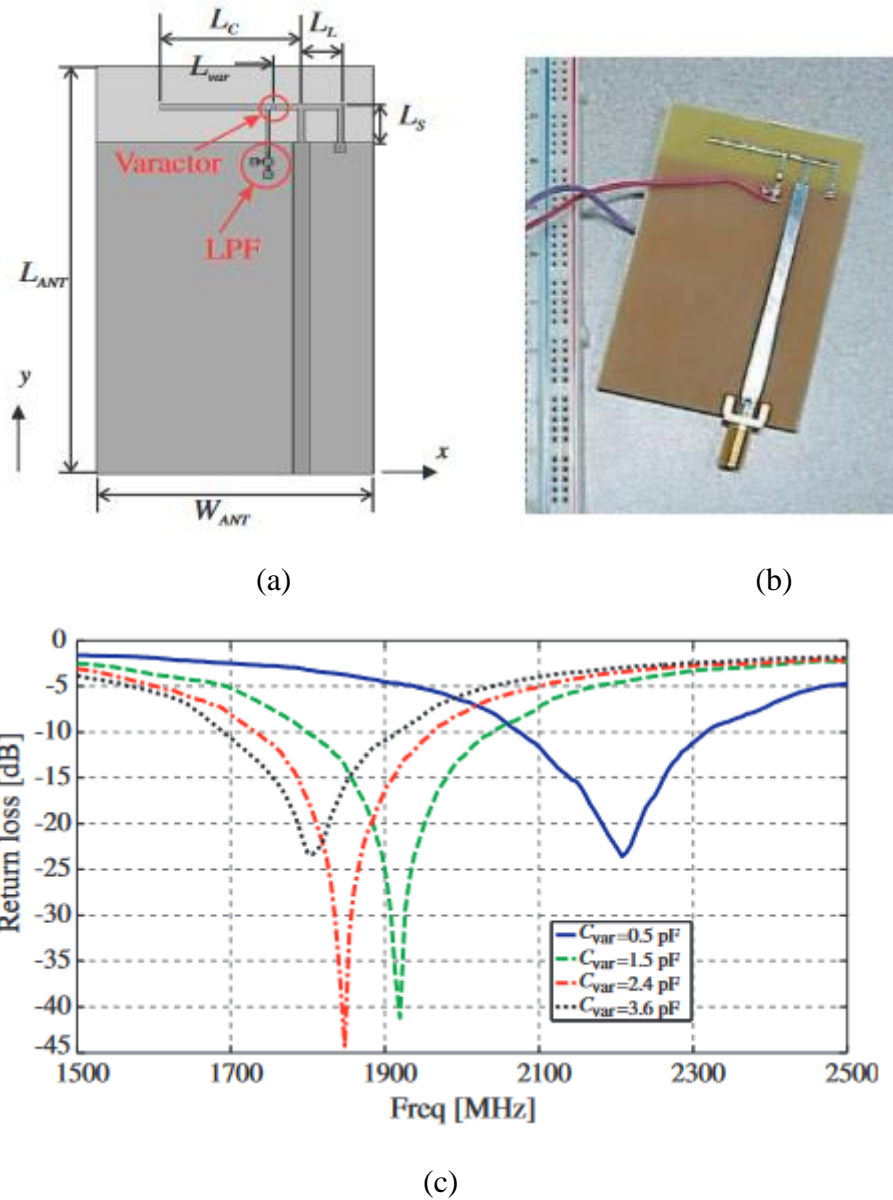 L_C
L_L
L_var
L_S
Varactor
LPF
L_ANT
y
x
W_ANT
(a)
(b)
0
-5
-10
-15
-20
-25
-30
-35
-40
-45
Return loss [dB]
C_var=0.5 pF
C_var=1.5 pF
C_var=2.4 pF
C_var=3.6 pF
1500 1700 1900 2100 2300 2500
Freq [MHz]
(c)